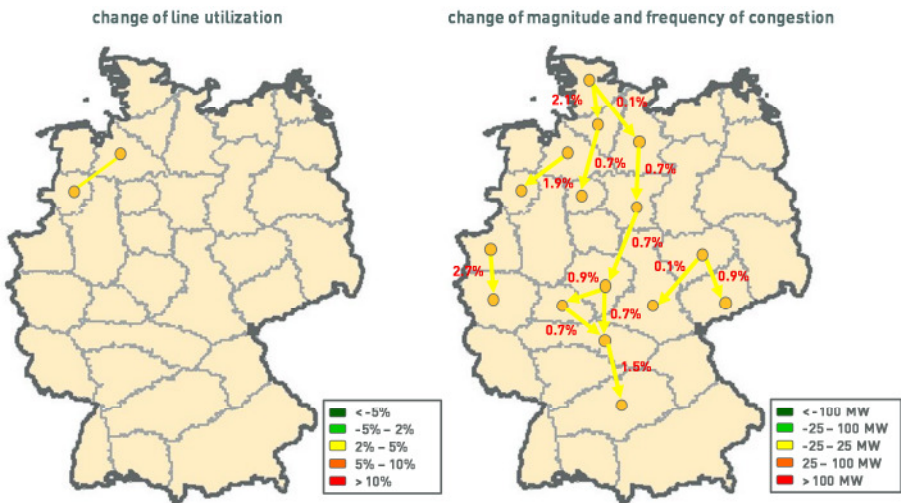 change of line utilization
change of magnitude and frequency of congestion
2.1%
0.1%
0.7%
0.7%
1.9%
0.7%
2.7%
0.9%
0.1%
0.9%
0.7%
0.7%
1.5%
<-5%
-5% – 2%
2% – 5%
5% – 10%
> 10%
<-100 MW
-25 – 100 MW
-25 – 25 MW
25 – 100 MW
> 100 MW